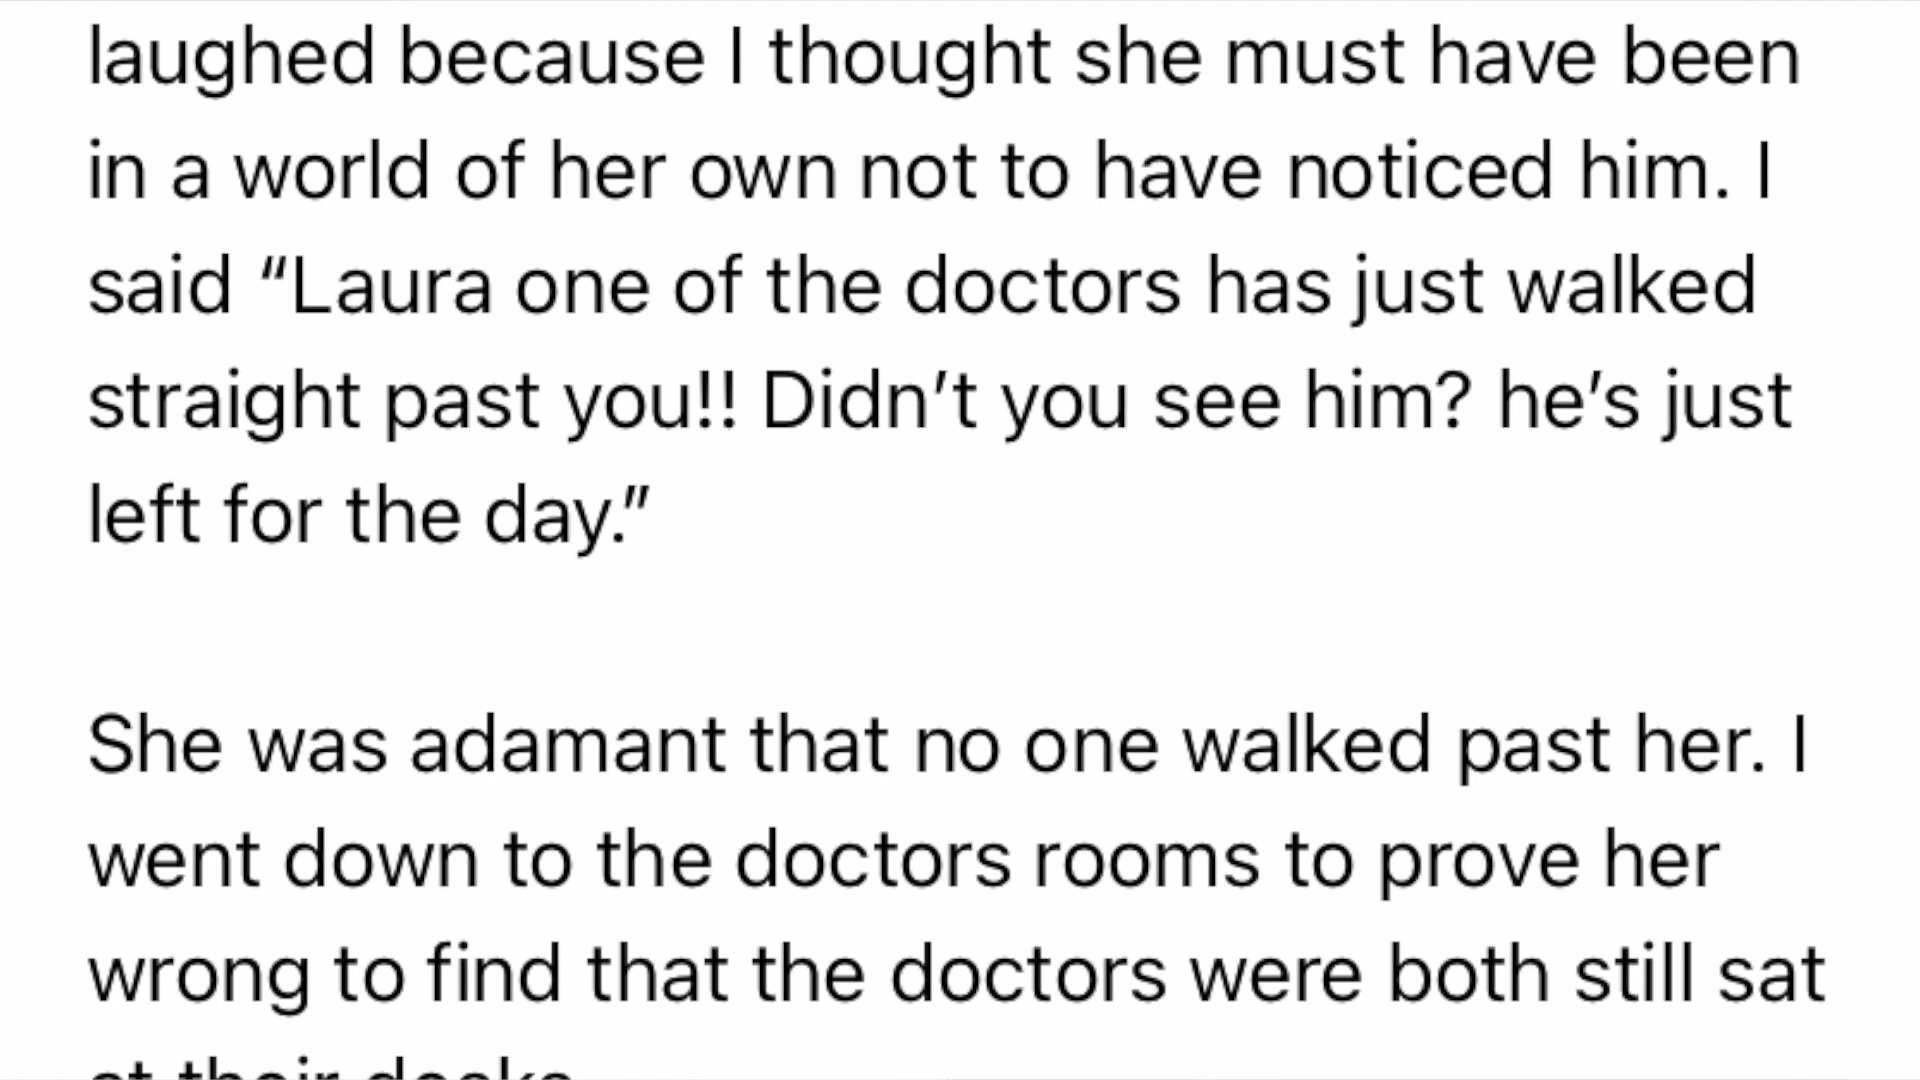 laughed because I thought she must have been
in a world of her own not to have noticed him. I
said “Laura one of the doctors has just walked
straight past you!! Didn’t you see him? he’s just
left for the day.”
She was adamant that no one walked past her. I
went down to the doctors rooms to prove her
wrong to find that the doctors were both still sat
at their desks